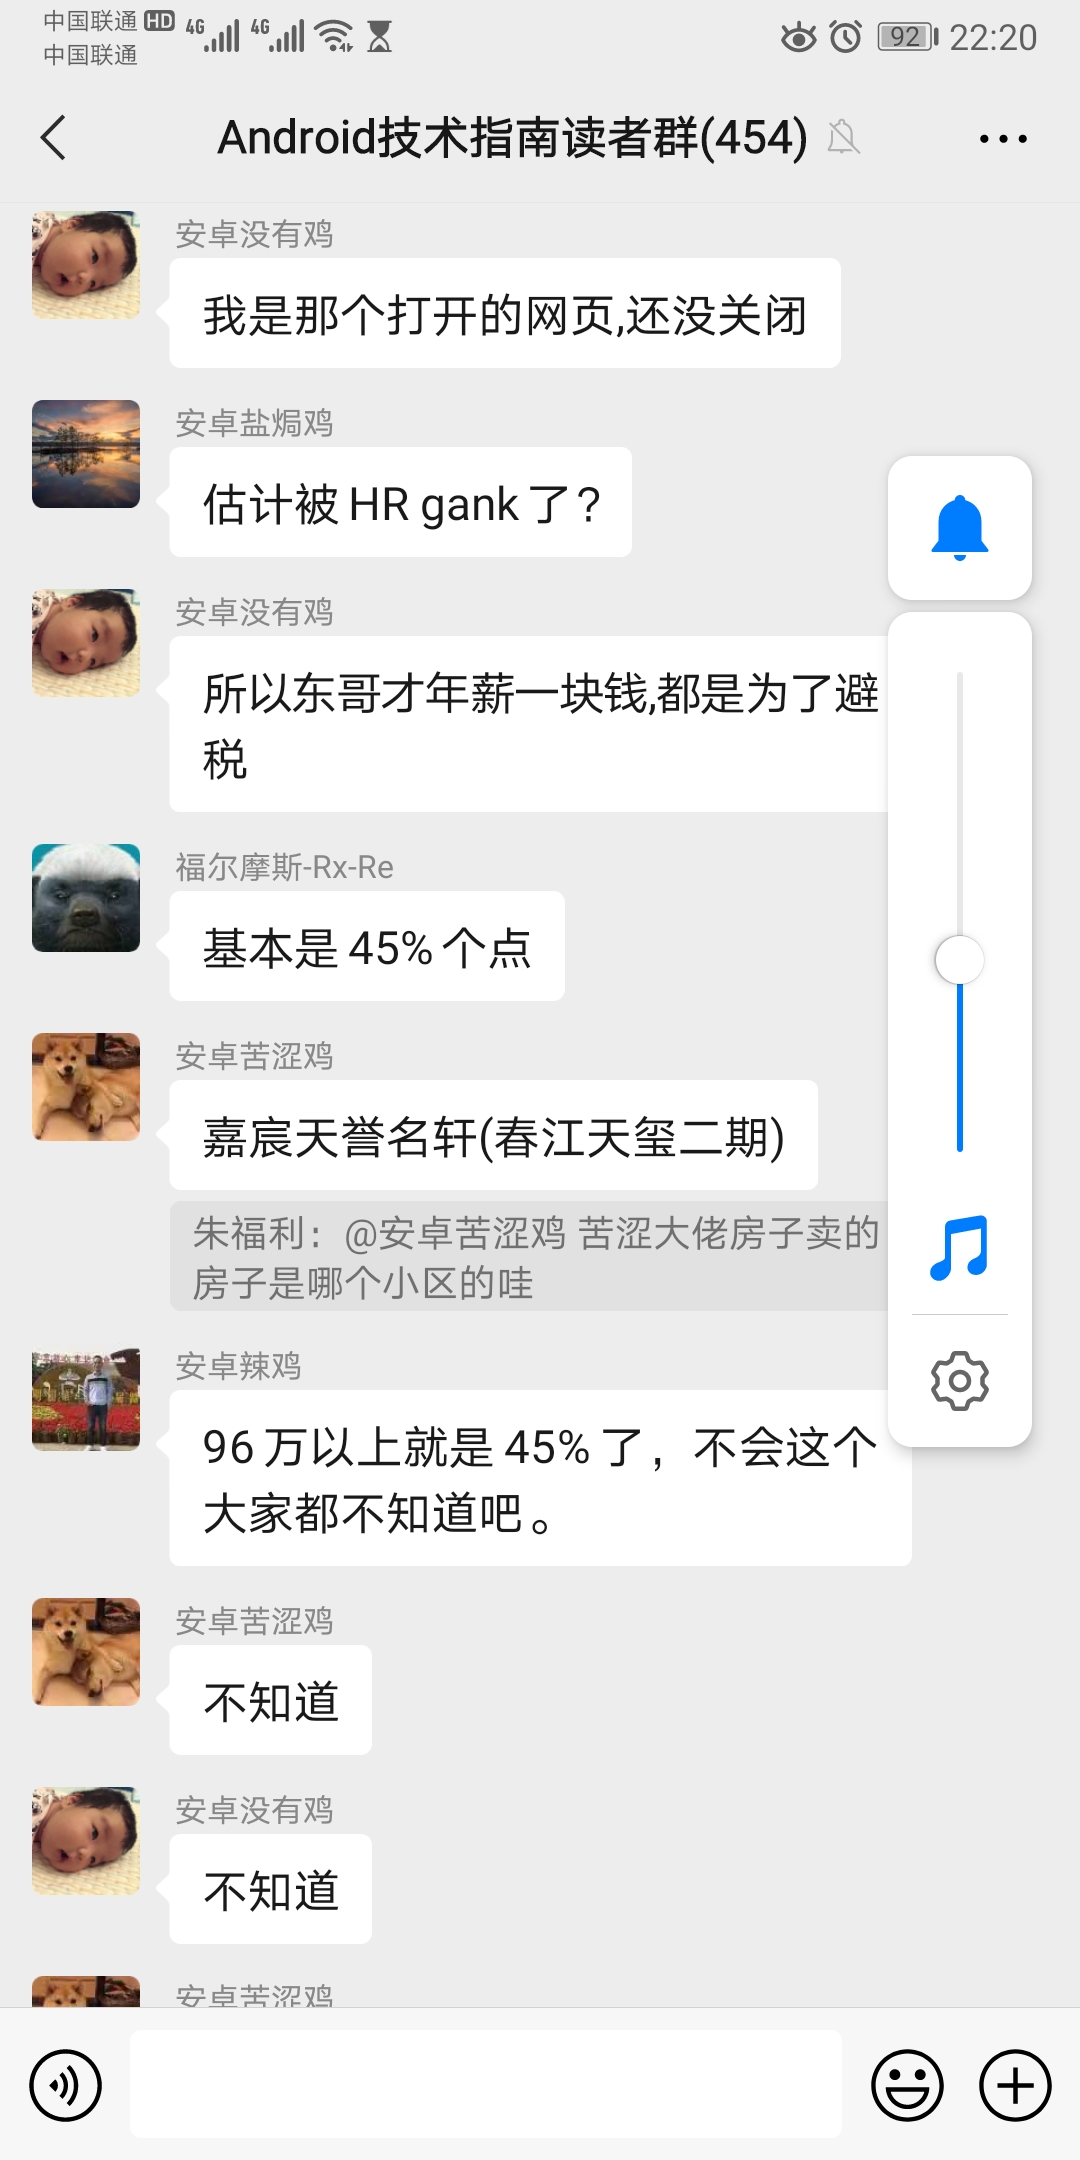 中国联通 HD 4G 4G 92 22:20
中国联通
Android技术指南读者群(454)
安卓没有鸡
我是那个打开的网页,还没关闭
安卓盐焗鸡
估计被 HR gank 了?
安卓没有鸡
所以东哥才年薪一块钱,都是为了避
税
福尔摩斯-Rx-Re
基本是 45% 个点
安卓苦涩鸡
嘉宸天誉名轩(春江天玺二期)
朱福利：@安卓苦涩鸡 苦涩大佬房子卖的
房子是哪个小区的哇
安卓辣鸡
96 万以上就是 45% 了，不会这个
大家都不知道吧。
安卓苦涩鸡
不知道
安卓没有鸡
不知道
安卓苦涩鸡